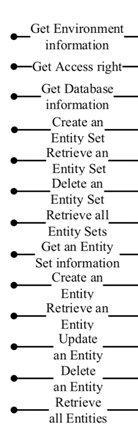 Get Environment
information
Get Access right
Get Database
information
Create an
Entity Set
Retrieve an
Entity Set
Delete an
Entity Set
Retrieve all
Entity Sets
Get an Entity
Set information
Create an
Entity
Retrieve an
Entity
Update
an Entity
Delete
an Entity
Retrieve
all Entities